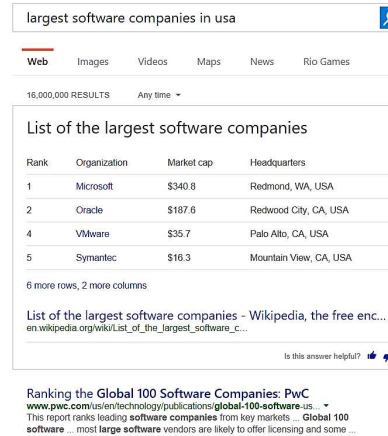 largest software companies in usa
Web Images Videos Maps News Rio Games
16,000,000 RESULTS Any time
List of the largest software companies
Rank Organization Market cap Headquarters
1 Microsoft $340.8 Redmond, WA, USA
2 Oracle $187.6 Redwood City, CA, USA
4 VMware $35.7 Palo Alto, CA, USA
5 Symantec $16.3 Mountain View, CA, USA
6 more rows, 2 more columns
List of the largest software companies - Wikipedia, the free enc...
en.wikipedia.org/wiki/List_of_the_largest_software_c...
Is this answer helpful?
Ranking the Global 100 Software Companies: PwC
www.pwc.com/us/en/technology/publications/global-100-software-us...
This report ranks leading software companies from key markets ... Global 100
software ... most large software vendors are likely to offer licensing and some ...